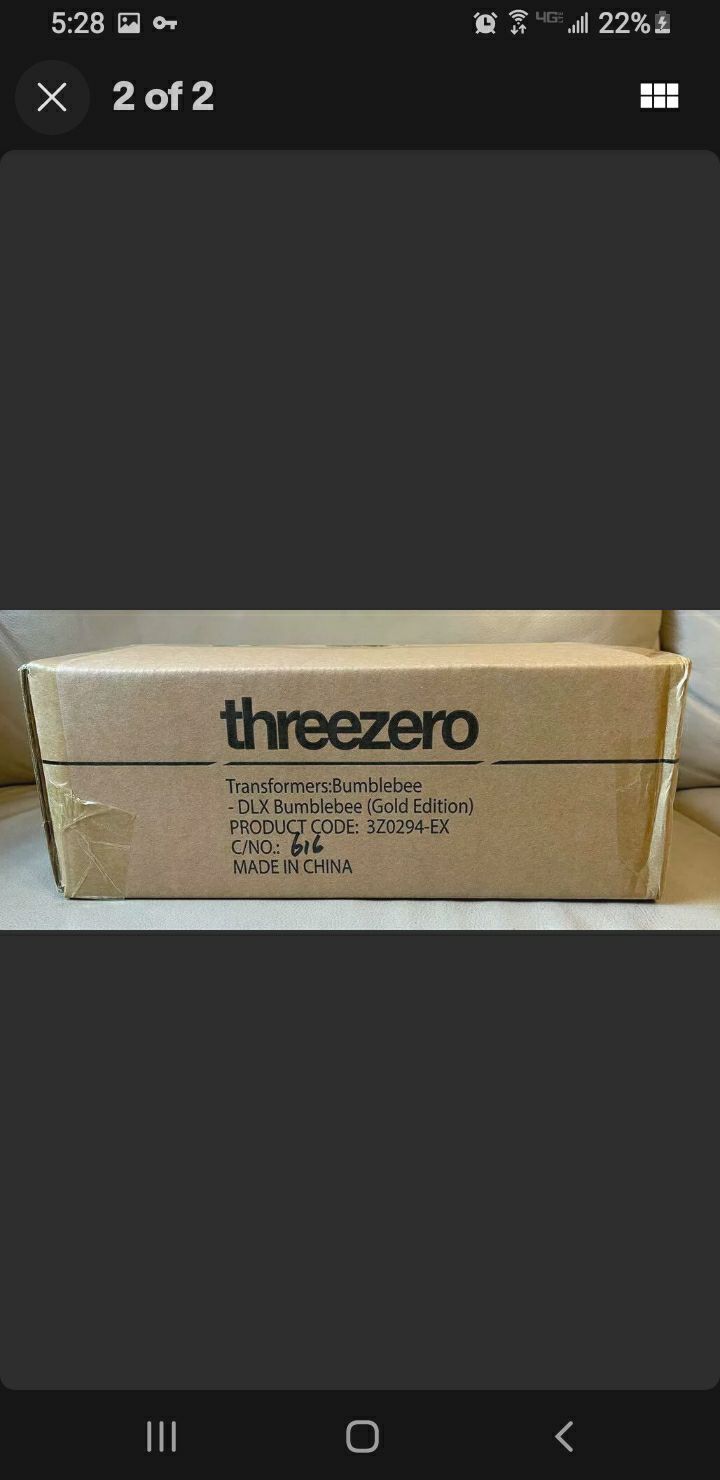 5:28 4GE 22%
2 of 2
threezero
Transformers:Bumblebee
- DLX Bumblebee (Gold Edition)
PRODUCT CODE: 3Z0294-EX
C/NO.: 616
MADE IN CHINA